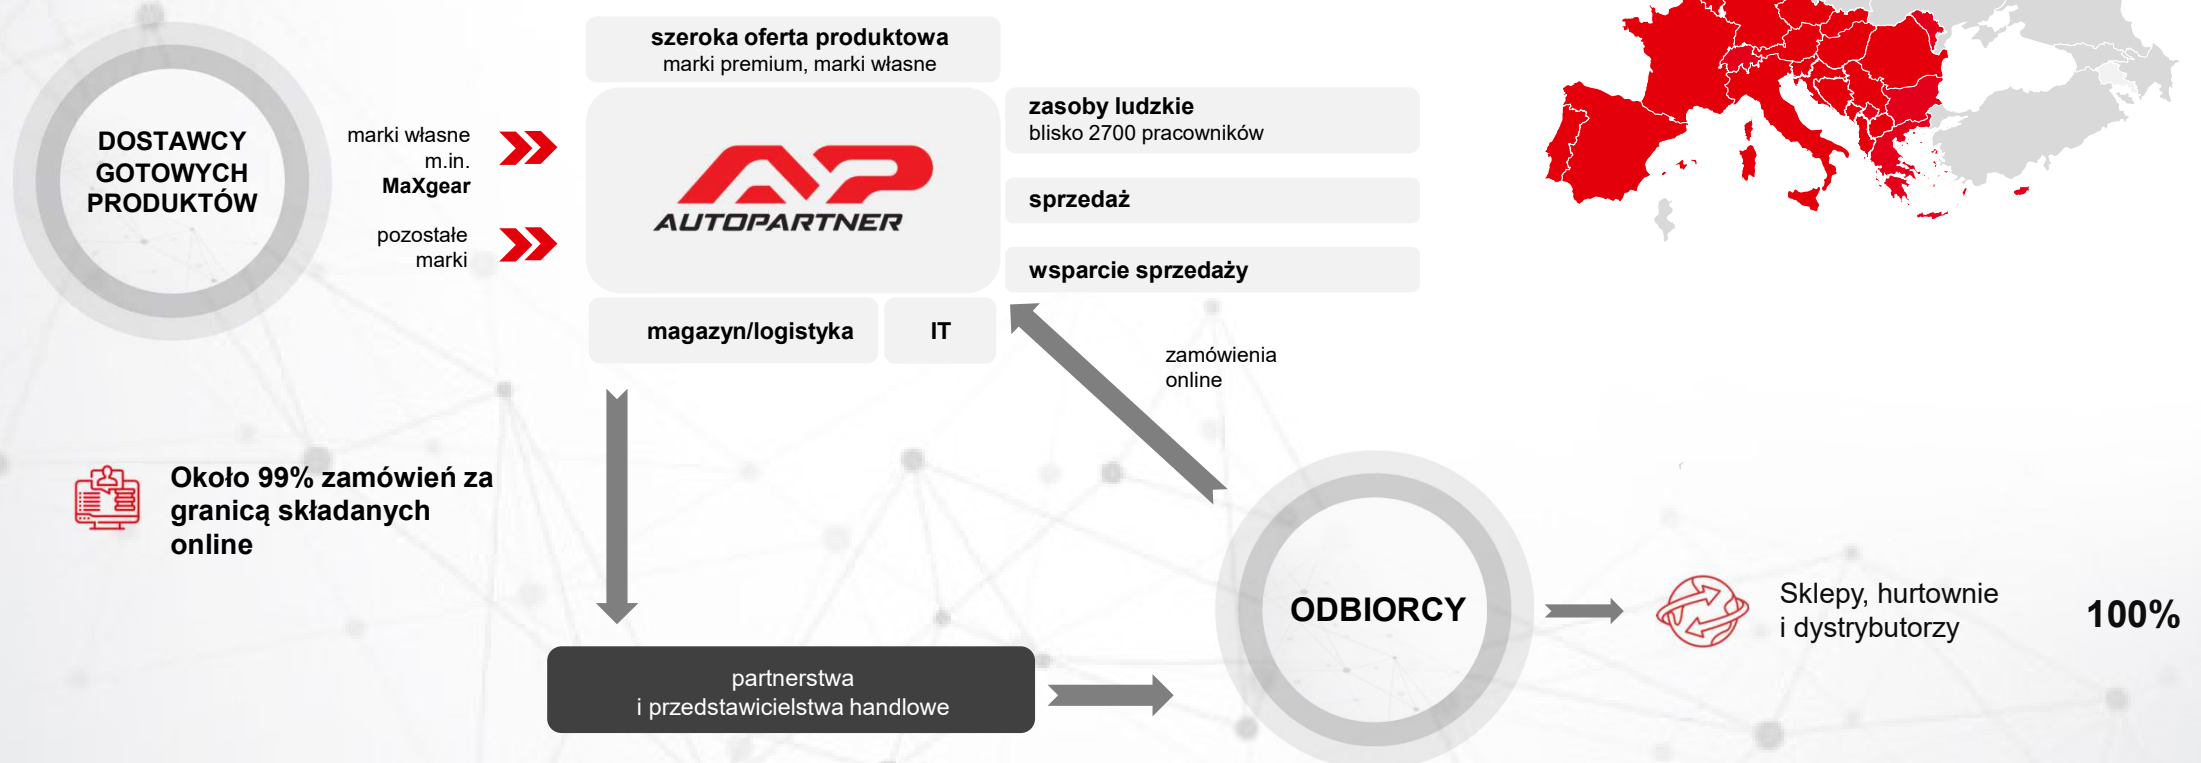 szeroka oferta produktowa
marki premium, marki własne
DOSTAWCY
GOTOWYCH
PRODUKTÓW
marki własne
m.in.
MaXgear
pozostałe
marki
AP
AUTOPARTNER
zasoby ludzkie
blisko 2700 pracowników
sprzedaż
wsparcie sprzedaży
magazyn/logistyka
IT
zamówienia
online
Około 99% zamówień za
granicą składanych
online
partnerstwa
i przedstawicielstwa handlowe
ODBIORCY
Sklepy, hurtownie
i dystrybutorzy
100%